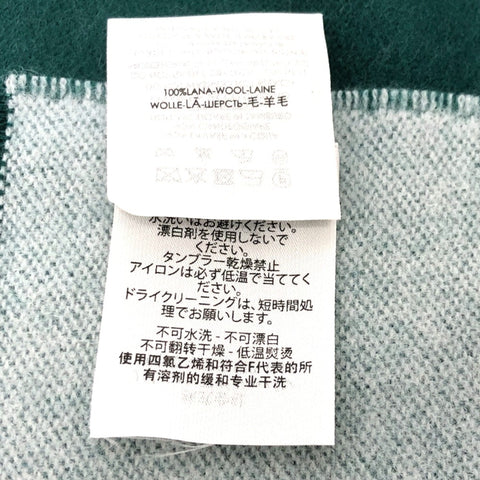 100%LANA-WOOL-LAINE
WOLLE-LÃ-ШЕРСТЬ-毛-羊毛
水洗いはお避けください。
漂白剤を使用しないで
ください。
タンブラー乾燥禁止
アイロンは必ず低温で当ててく
ださい。
ドライクリーニングは、短時間処
理でお願いします。
不可水洗 - 不可漂白
不可翻转干燥 - 低温熨烫
使用四氯乙烯和符合F代表的所
有溶剂的缓和专业干洗